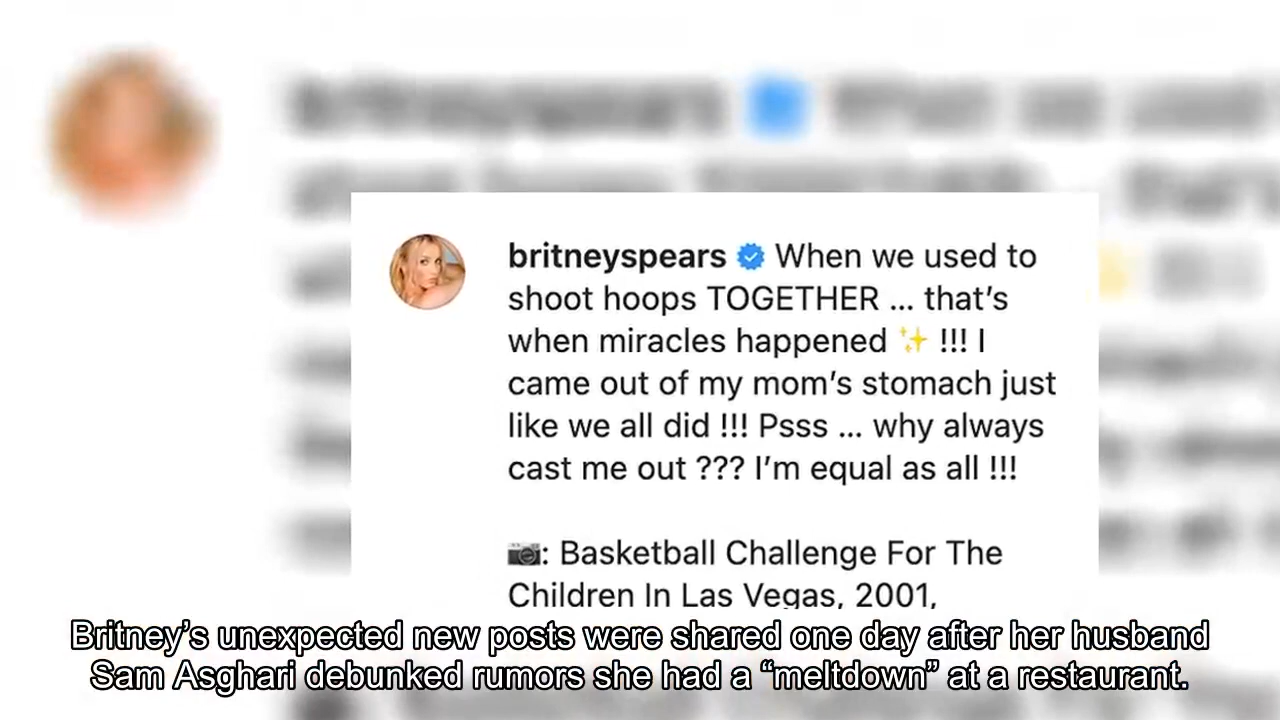 britneyspears When we used to
shoot hoops TOGETHER ... that's
when miracles happened ✨ !!! I
came out of my mom's stomach just
like we all did !!! Psss ... why always
cast me out ??? I'm equal as all !!!
📷: Basketball Challenge For The
Children In Las Vegas, 2001,
Britney's unexpected new posts were shared one day after her husband
Sam Asghari debunked rumors she had a “meltdown” at a restaurant.